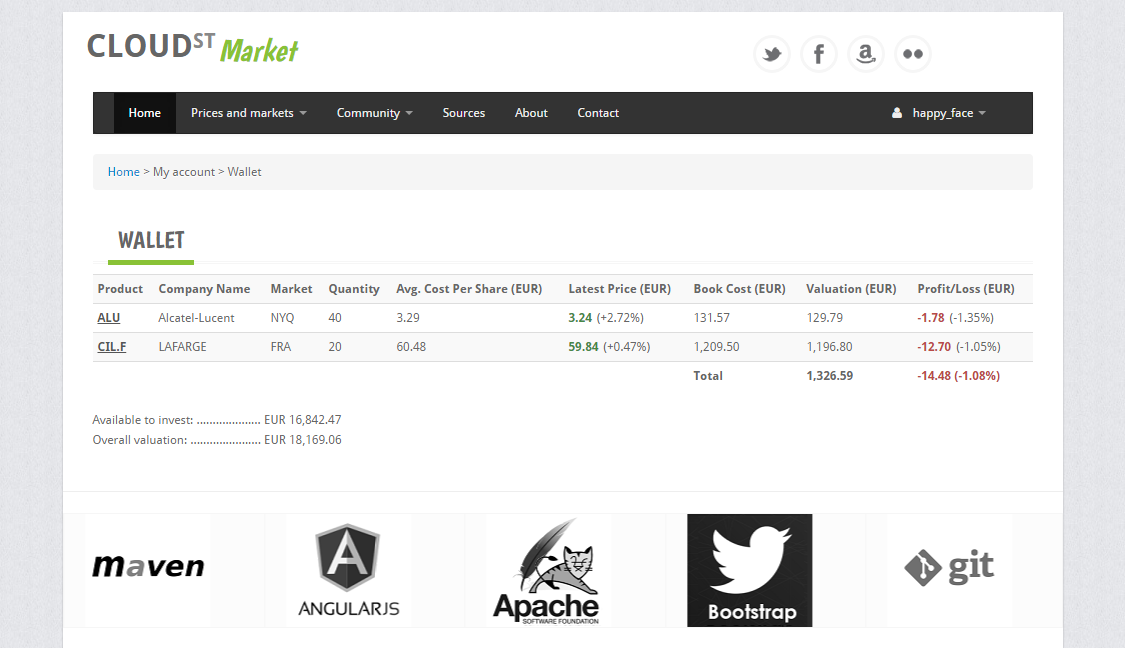 CLOUDST Market
Home Prices and markets Community Sources About Contact happy_face
Home > My account > Wallet
WALLET
Product Company Name Market Quantity Avg. Cost Per Share (EUR) Latest Price (EUR) Book Cost (EUR) Valuation (EUR) Profit/Loss (EUR)
ALU Alcatel-Lucent NYQ 40 3.29 3.24 (+2.72%) 131.57 129.79 -1.78 (-1.35%)
CIL.F LAFARGE FRA 20 60.48 59.84 (+0.47%) 1,209.50 1,196.80 -12.70 (-1.05%)
Total 1,326.59 -14.48 (-1.08%)
Available to invest: .................... EUR 16,842.47
Overall valuation: ...................... EUR 18,169.06
maven
ANGULARJS
Apache
SOFTWARE FOUNDATION
Bootstrap
git